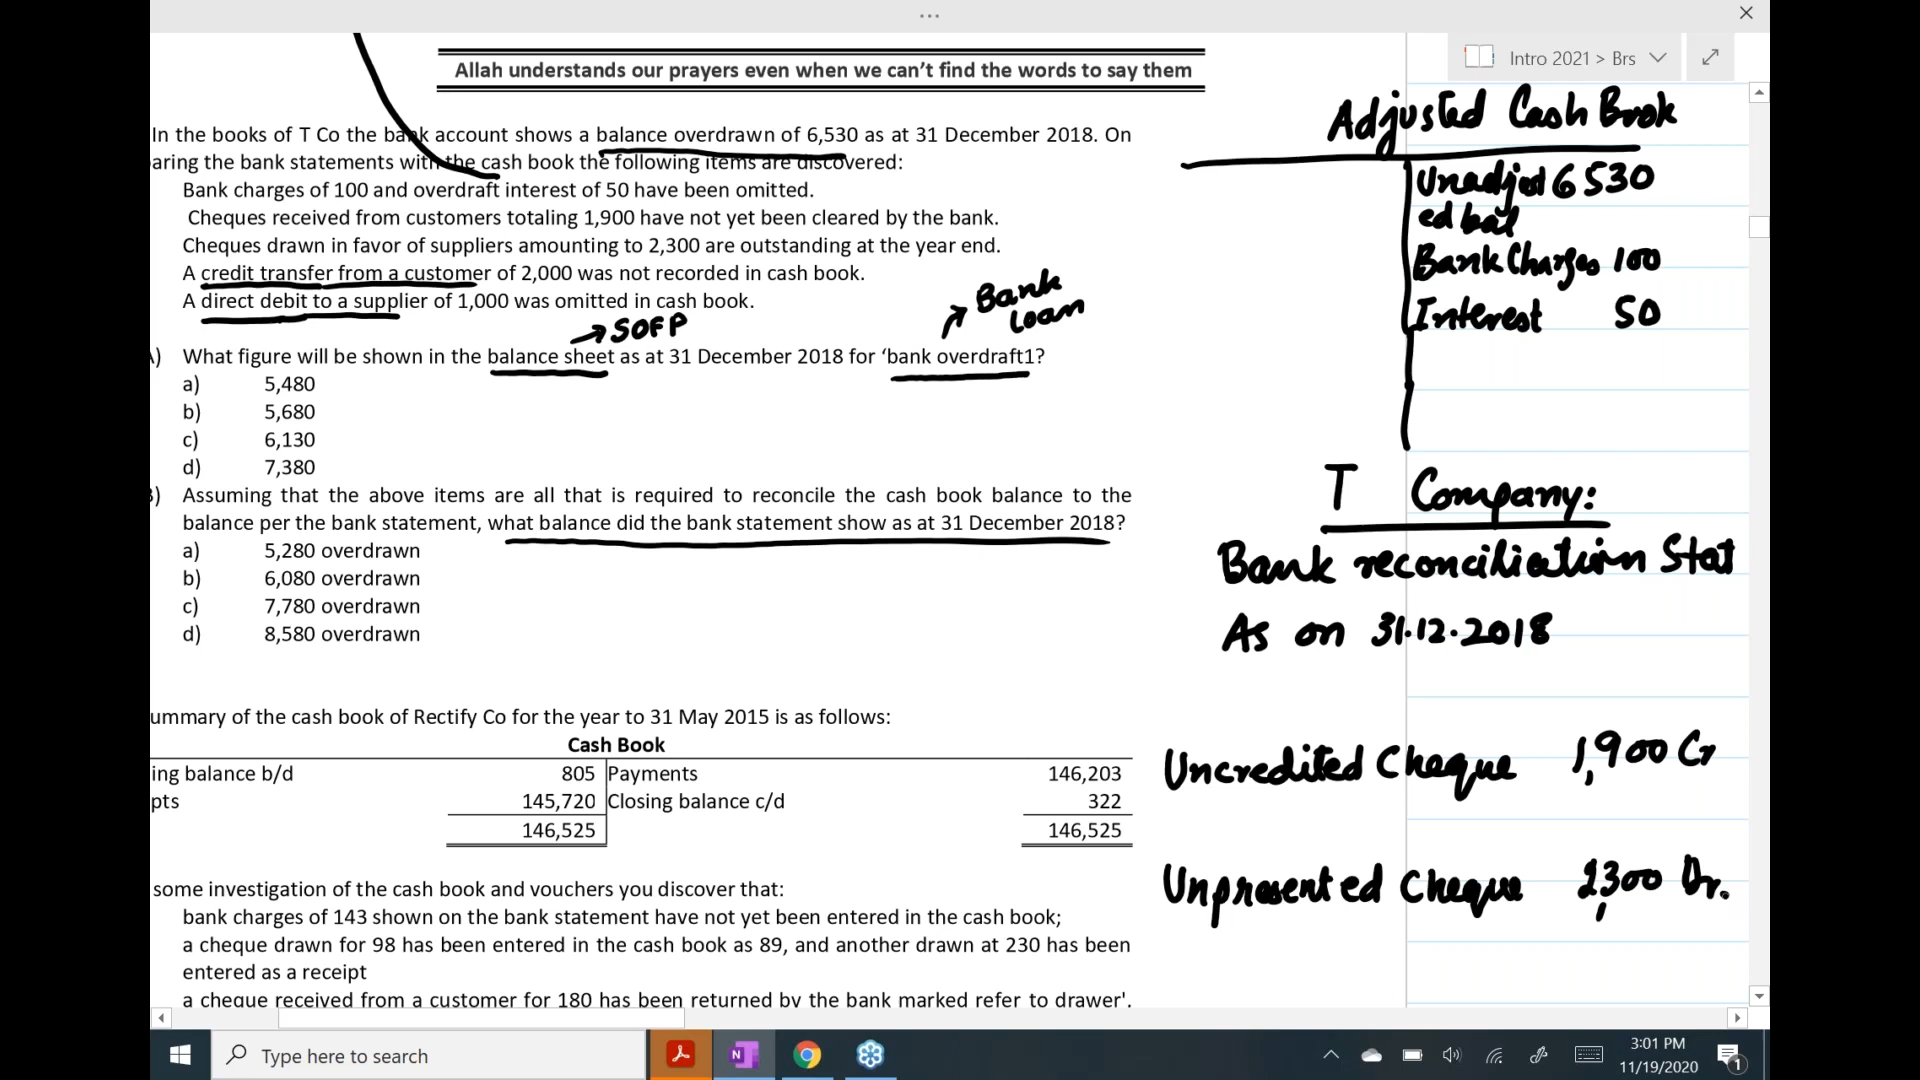 Intro 2021 > Brs
Allah understands our prayers even when we can't find the words to say them
In the books of T Co the bank account shows a balance overdrawn of 6,530 as at 31 December 2018. On
aring the bank statements with the cash book the following items are discovered:
Bank charges of 100 and overdraft interest of 50 have been omitted.
Cheques received from customers totaling 1,900 have not yet been cleared by the bank.
Cheques drawn in favor of suppliers amounting to 2,300 are outstanding at the year end.
A credit transfer from a customer of 2,000 was not recorded in cash book.
A direct debit to a supplier of 1,000 was omitted in cash book.
→ SOFP
→ Bank
Loan
A) What figure will be shown in the balance sheet as at 31 December 2018 for ‘bank overdraft1?
a) 5,480
b) 5,680
c) 6,130
d) 7,380
B) Assuming that the above items are all that is required to reconcile the cash book balance to the
balance per the bank statement, what balance did the bank statement show as at 31 December 2018?
a) 5,280 overdrawn
b) 6,080 overdrawn
c) 7,780 overdrawn
d) 8,580 overdrawn
ummary of the cash book of Rectify Co for the year to 31 May 2015 is as follows:
Cash Book
ing balance b/d 805 Payments 146,203
pts 145,720 Closing balance c/d 322
146,525 146,525
some investigation of the cash book and vouchers you discover that:
bank charges of 143 shown on the bank statement have not yet been entered in the cash book;
a cheque drawn for 98 has been entered in the cash book as 89, and another drawn at 230 has been
entered as a receipt
a cheque received from a customer for 180 has been returned by the bank marked refer to drawer'.
Adjusted Cash Book
Unadjust 6530
ed bal
Bank Charges 100
Interest 50
T Company:
Bank reconciliation Stat
As on 31.12.2018
Uncredited Cheque 1,900 Cr
Unpresented Cheque 2,300 Dr.
Type here to search
3:01 PM
11/19/2020
1